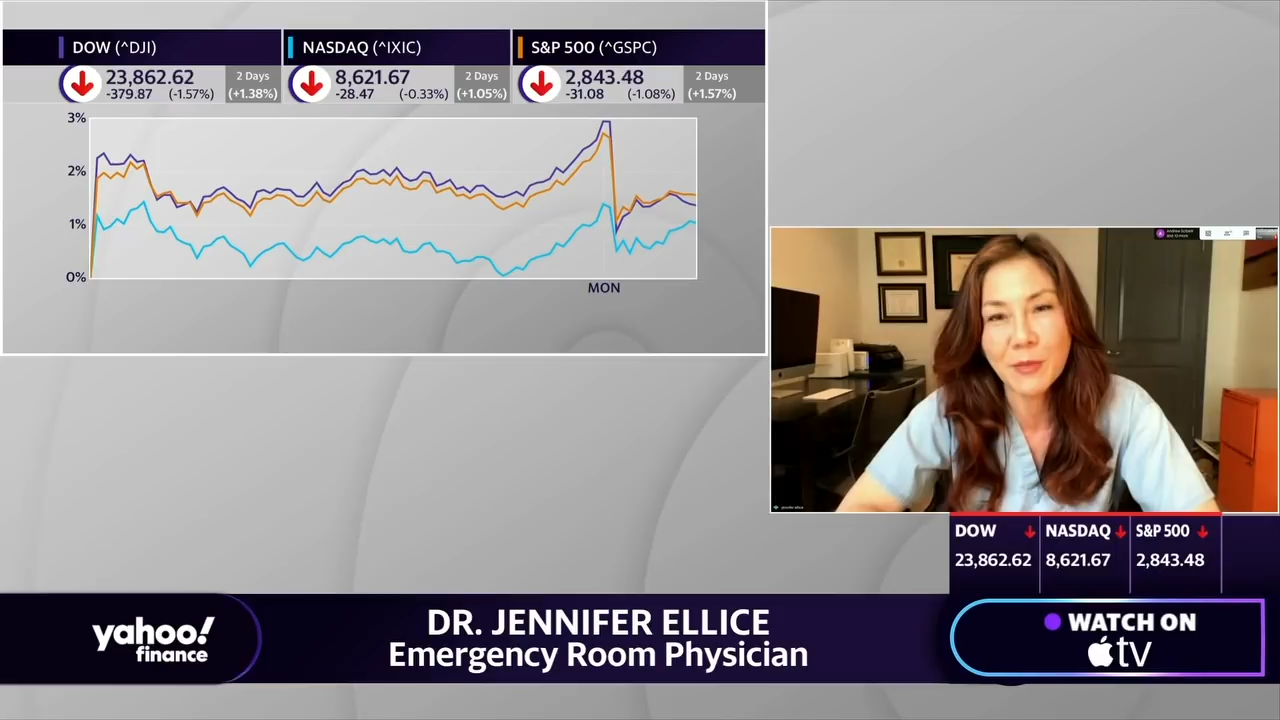 DOW (^DJI)
23,862.62
-379.87 (-1.57%)
2 Days
(+1.38%)
NASDAQ (^IXIC)
8,621.67
-28.47 (-0.33%)
2 Days
(+1.05%)
S&P 500 (^GSPC)
2,843.48
-31.08 (-1.08%)
2 Days
(+1.57%)
3%
2%
1%
0%
MON
jennifer ellice
DOW
23,862.62
NASDAQ
8,621.67
S&P 500
2,843.48
yahoo!
finance
DR. JENNIFER ELLICE
Emergency Room Physician
WATCH ON
tv